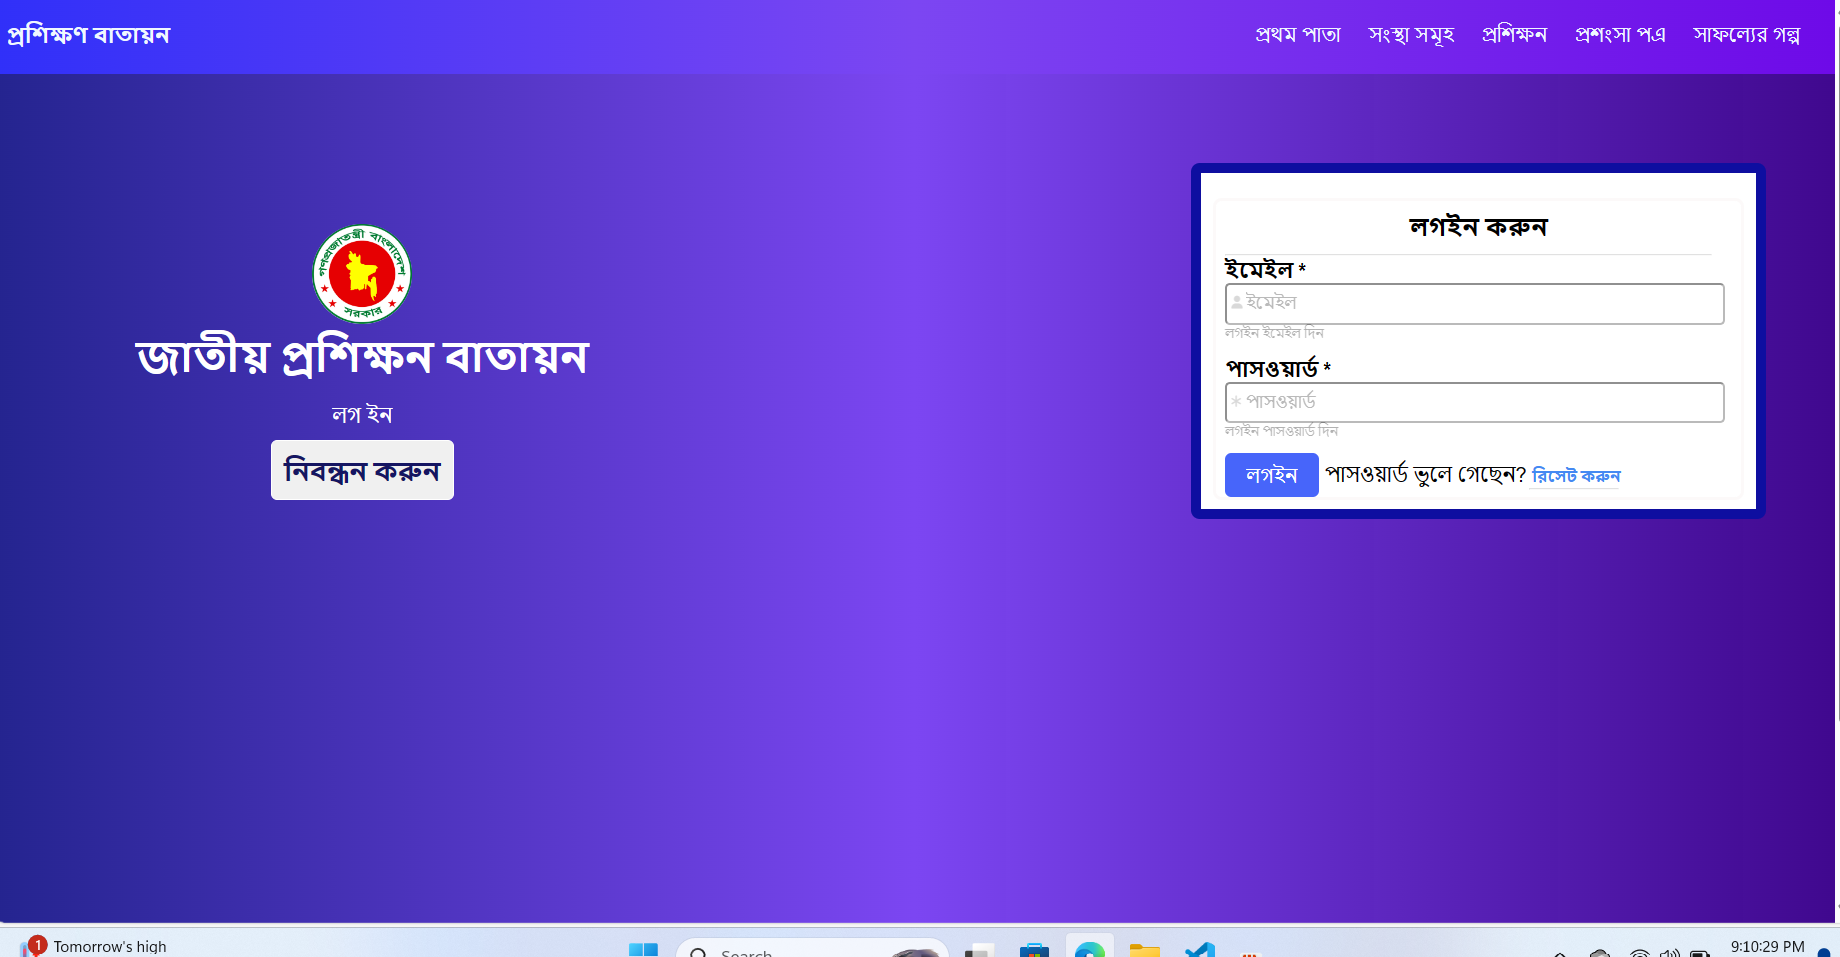 প্রশিক্ষণ বাতায়ন
প্রথম পাতা সংস্থা সমূহ প্রশিক্ষন প্রশংসা পএ সাফল্যের গল্প
গণপ্রজাতন্ত্রী বাংলাদেশ
সরকার
জাতীয় প্রশিক্ষন বাতায়ন
লগ ইন
নিবন্ধন করুন
লগইন করুন
ইমেইল *
ইমেইল
লগইন ইমেইল দিন
পাসওয়ার্ড *
পাসওয়ার্ড
লগইন পাসওয়ার্ড দিন
লগইন পাসওয়ার্ড ভুলে গেছেন? রিসেট করুন
1 Tomorrow's high
Search
9:10:29 PM